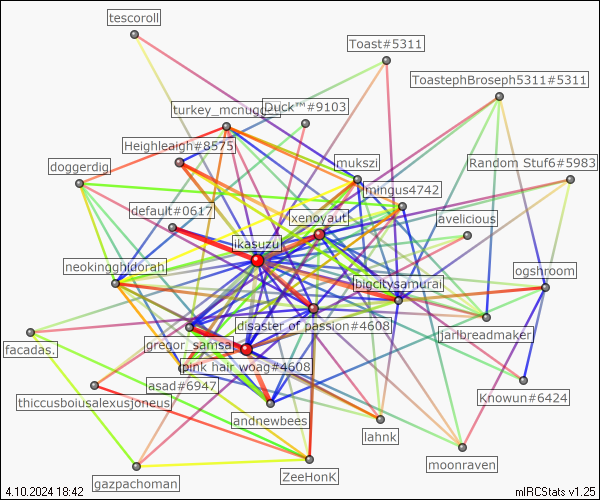 tescoroll
Toast#5311
ToastephBroseph5311#5311
turkey_mcnugg
Duck™#9103
Heighleaigh#8575
mukszi
Random Stuf6#5983
doggerdig
mingus4742
default#0617
xenoyaut
avelicious
ikasuzu
neokingghidorah
bigcitysamurai
ogshroom
disaster of passion#4608
jarlbreadmaker
gregor_samsa
facadas.
pink hair woag#4608
asad#6947
Knowun#6424
thiccusboiusalexusjoneus
andnewbees
lahnk
moonraven
gazpachoman
ZeeHonK
4.10.2024 18:42
mIRCStats v1.25